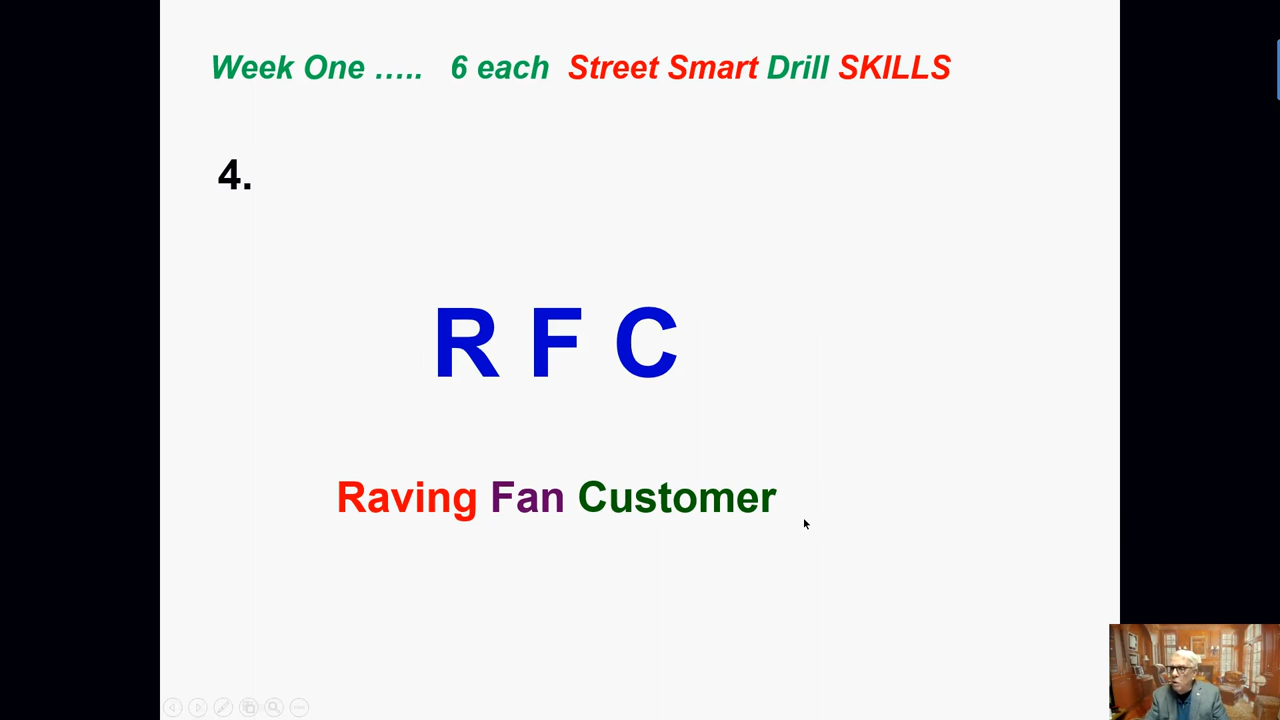 Week One ..... 6 each Street Smart Drill SKILLS
4.
R F C
Raving Fan Customer